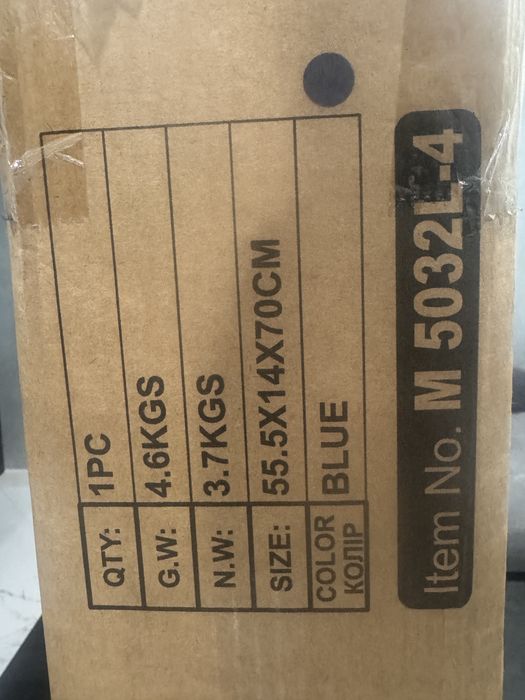 QTY: 1PC
G.W: 4.6KGS
N.W: 3.7KGS
SIZE: 55.5X14X70CM
COLOR BLUE
КОЛІР
Item No. M 5032L-4